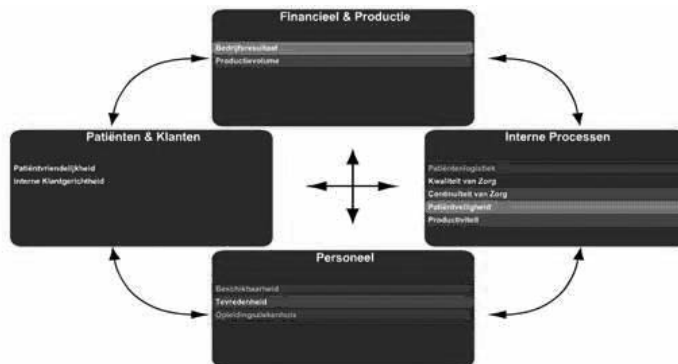 Financieel & Productie
Bedrijfsresultaat
Productievolume
Patiënten & Klanten
Patiëntvriendelijkheid
Interne Klantgerichtheid
Interne Processen
Patiëntenlogistiek
Kwaliteit van Zorg
Continuïteit van Zorg
Patiëntveiligheid
Productiviteit
Personeel
Beschikbaarheid
Tevredenheid
Opleidingsziekenhuis